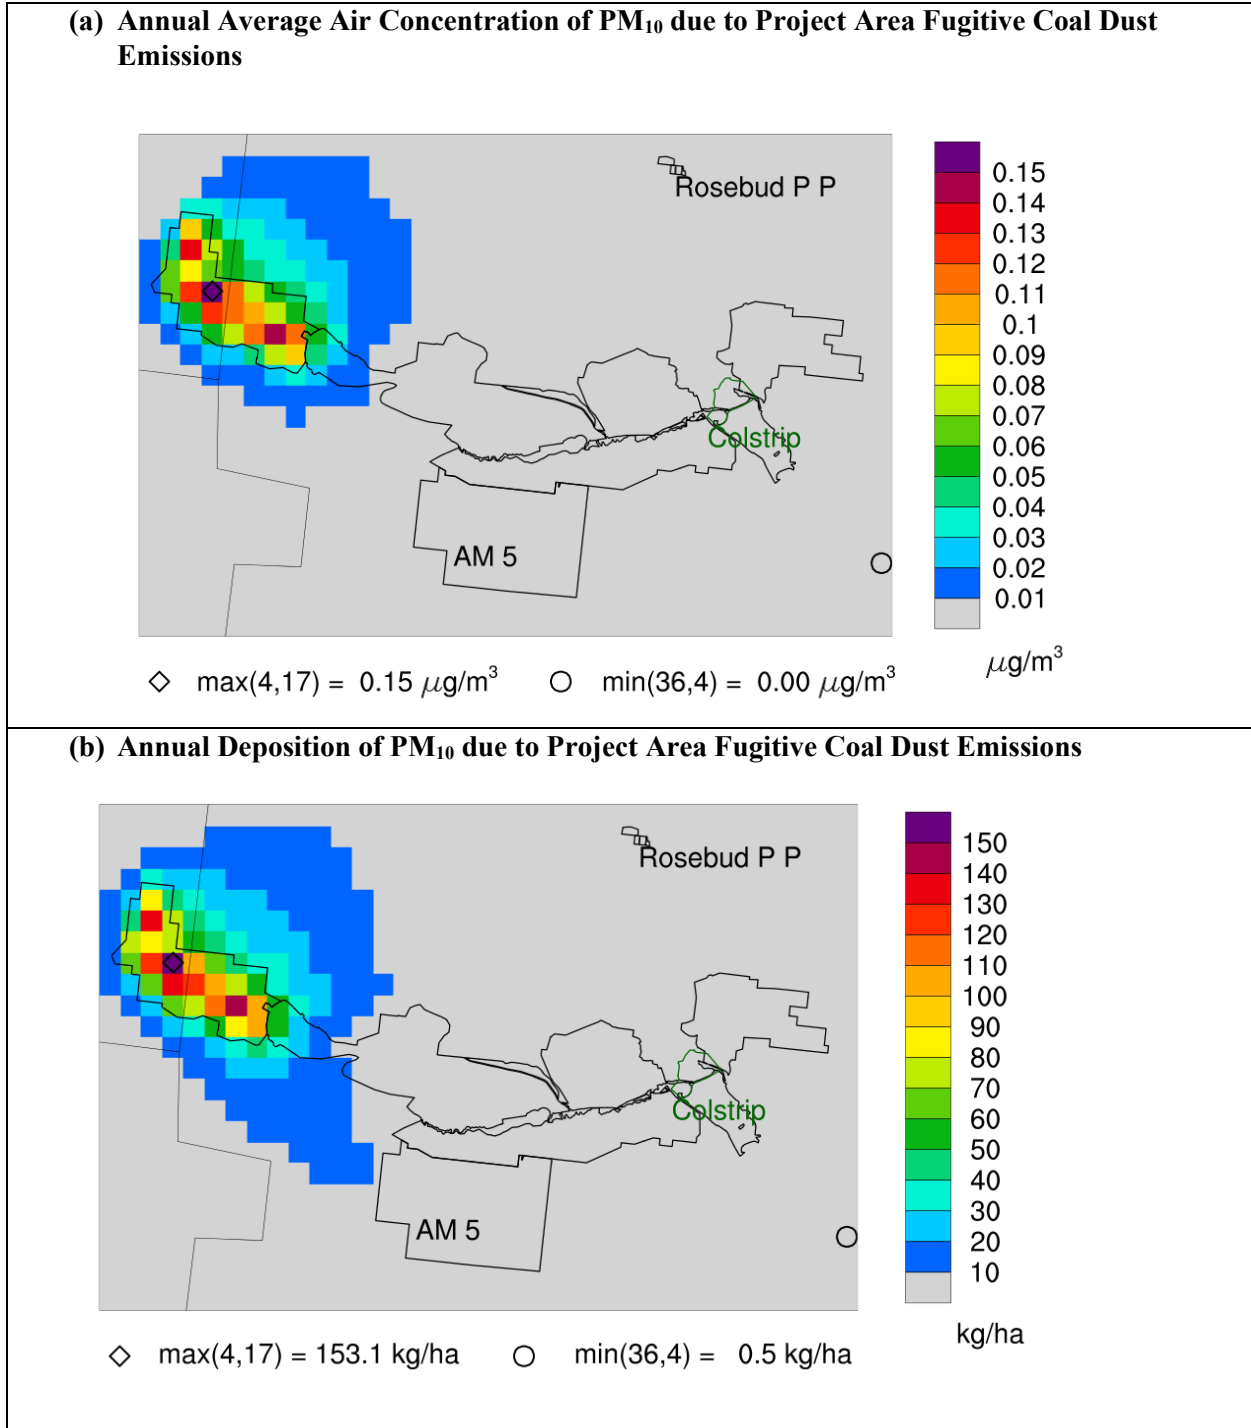 (a) Annual Average Air Concentration of PM₁₀ due to Project Area Fugitive Coal Dust
Emissions
Rosebud P P
Colstrip
AM 5
0.15
0.14
0.13
0.12
0.11
0.1
0.09
0.08
0.07
0.06
0.05
0.04
0.03
0.02
0.01
µg/m³
max(4,17) = 0.15 µg/m³ min(36,4) = 0.00 µg/m³
(b) Annual Deposition of PM₁₀ due to Project Area Fugitive Coal Dust Emissions
Rosebud P P
Colstrip
AM 5
150
140
130
120
110
100
90
80
70
60
50
40
30
20
10
kg/ha
max(4,17) = 153.1 kg/ha min(36,4) = 0.5 kg/ha